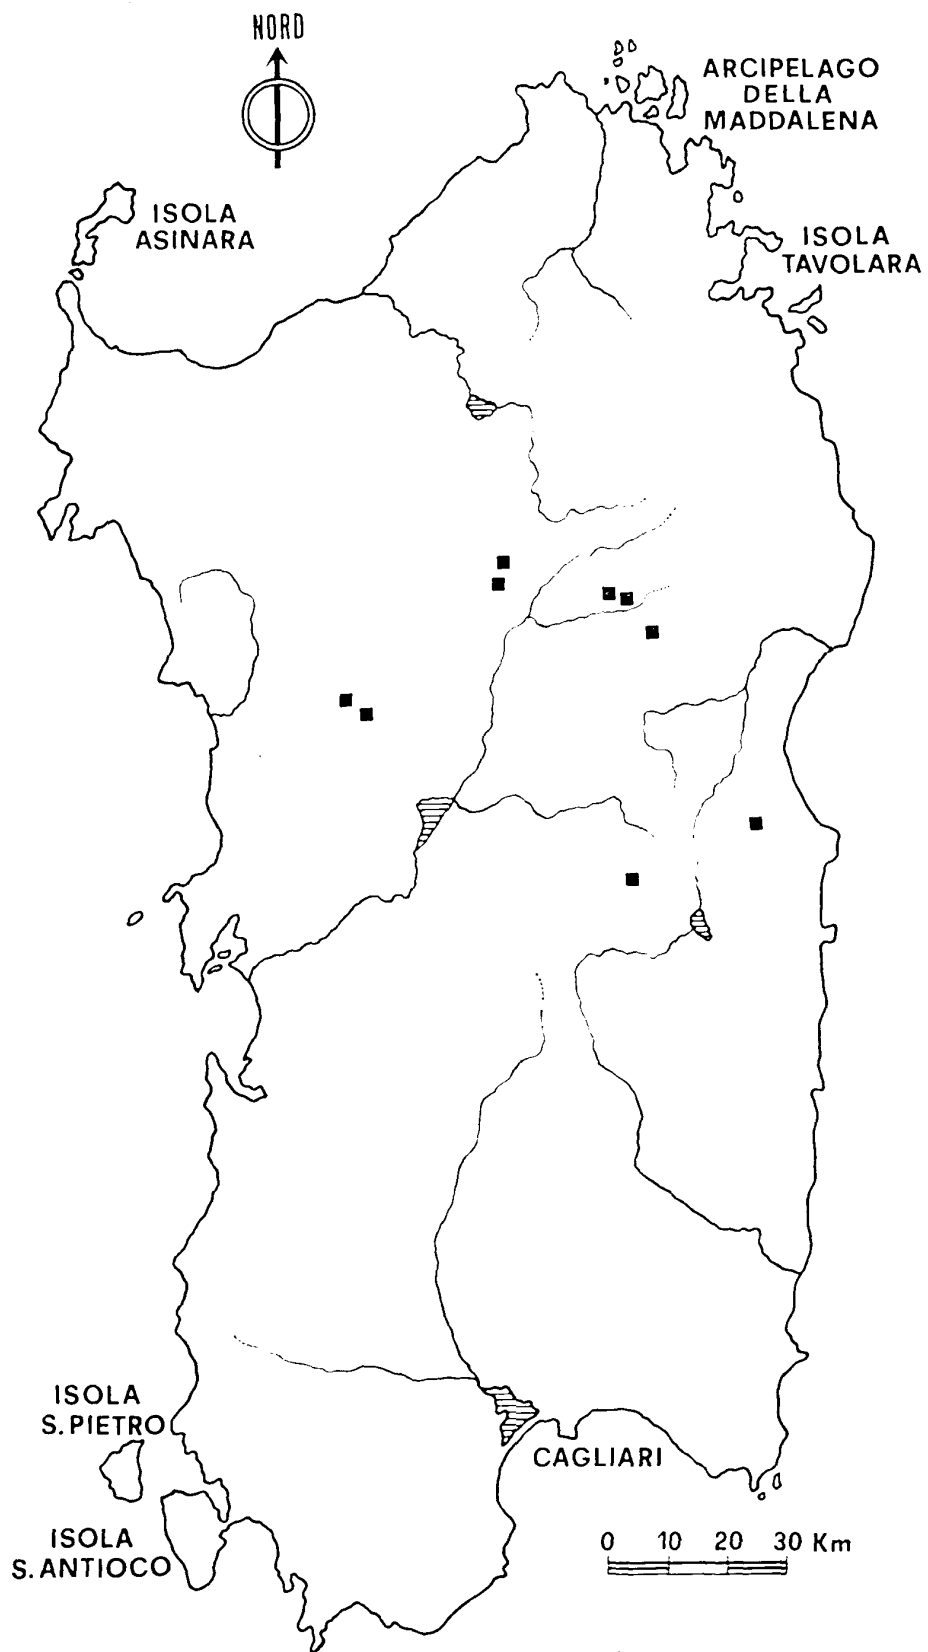 NORD
ARCIPELAGO
DELLA
MADDALENA
ISOLA
ASINARA
ISOLA
TAVOLARA
ISOLA
S. PIETRO
CAGLIARI
ISOLA
S. ANTIOCO
0 10 20 30 Km